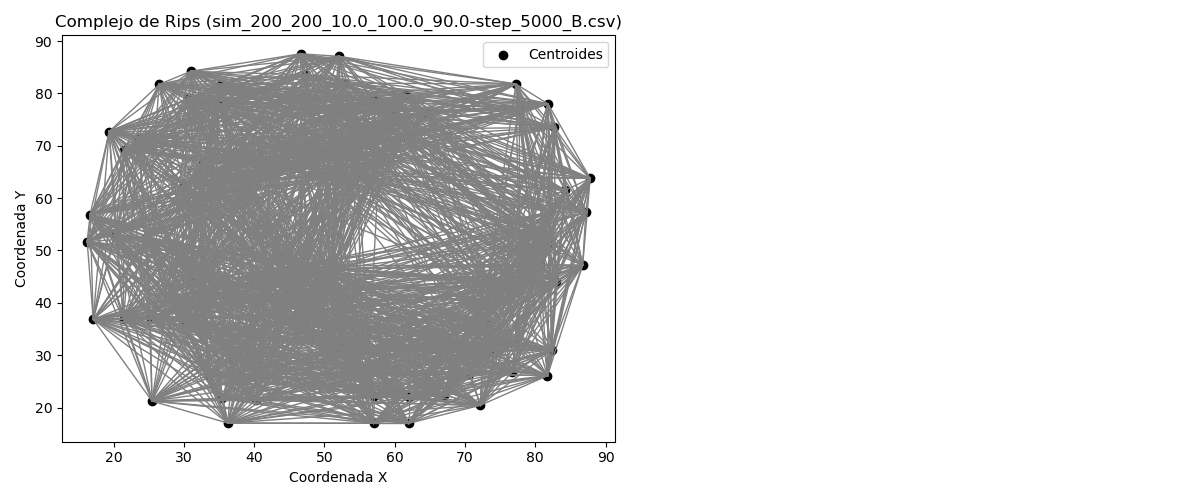 Complejo de Rips (sim_200_200_10.0_100.0_90.0-step_5000_B.csv)
Centroides
90
80
70
60
50
40
30
20
Coordenada Y
20 30 40 50 60 70 80 90
Coordenada X